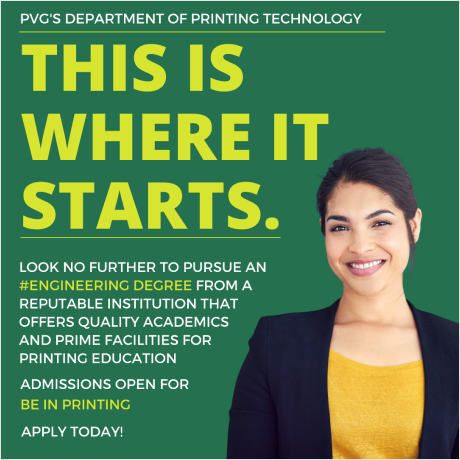 PVG'S DEPARTMENT OF PRINTING TECHNOLOGY
THIS IS
WHERE IT
STARTS.
LOOK NO FURTHER TO PURSUE AN
#ENGINEERING DEGREE FROM A
REPUTABLE INSTITUTION THAT
OFFERS QUALITY ACADEMICS
AND PRIME FACILITIES FOR
PRINTING EDUCATION
ADMISSIONS OPEN FOR
BE IN PRINTING
APPLY TODAY!